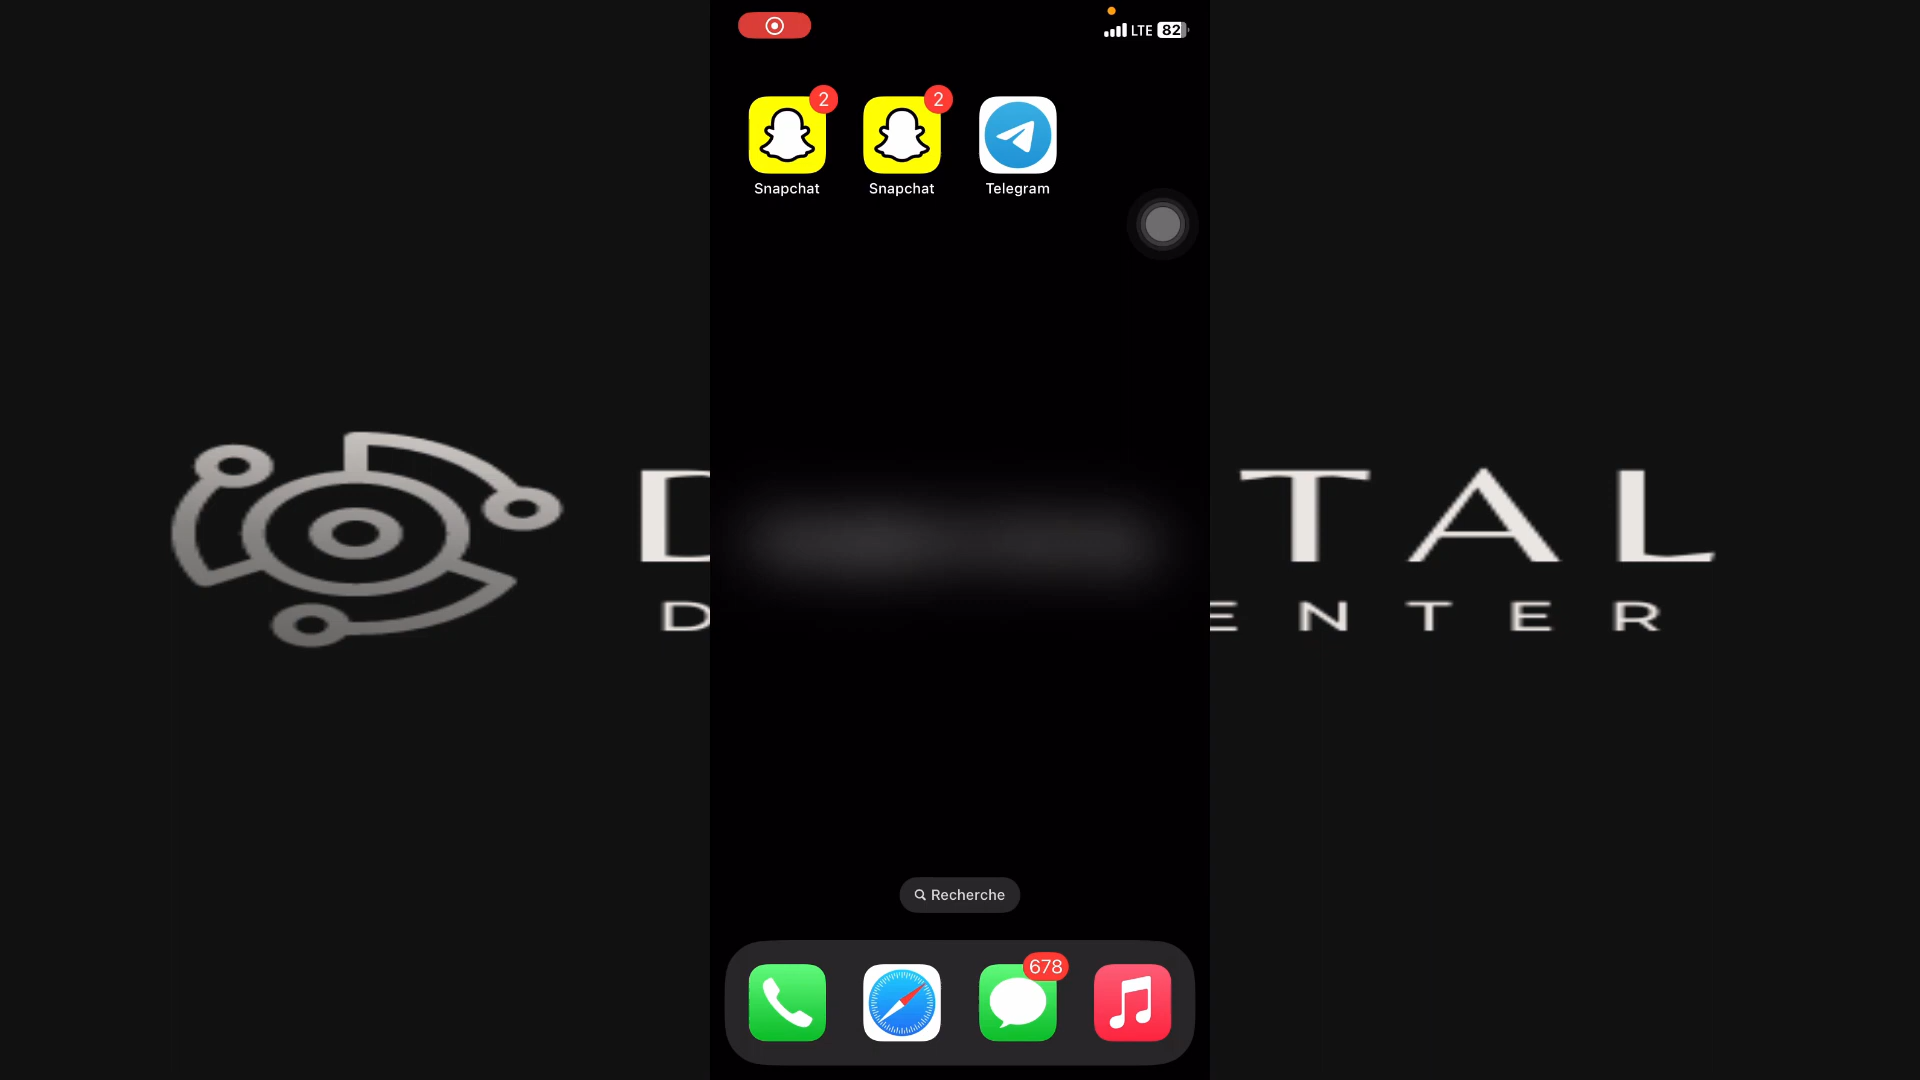 LTE 82
2
2
Snapchat
Snapchat
Telegram
TAL
D
ENTER
Recherche
678